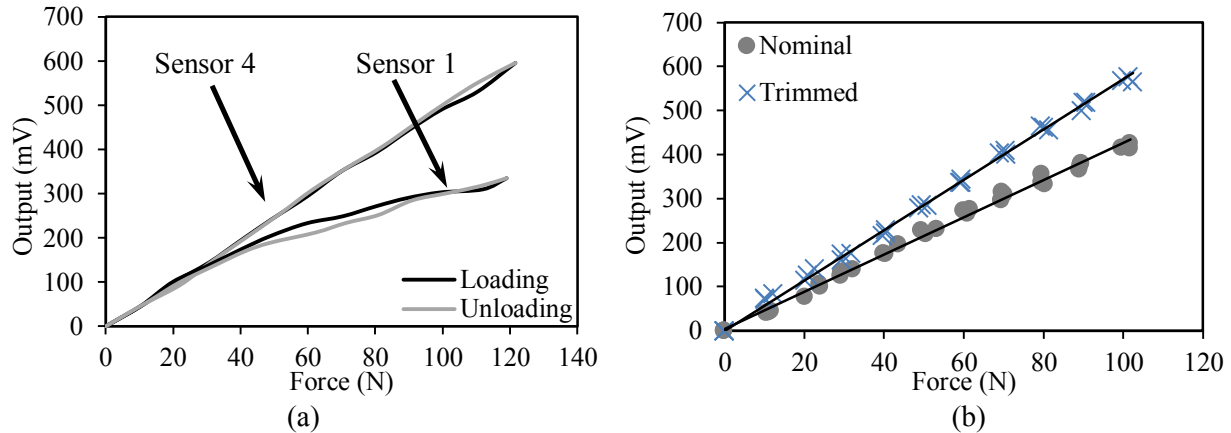 700
600
500
400
300
200
100
0
Output (mV)
Sensor 4
Sensor 1
Loading
Unloading
0 20 40 60 80 100 120 140
Force (N)
(a)
700
600
500
400
300
200
100
0
Output (mV)
Nominal
Trimmed
0 20 40 60 80 100 120
Force (N)
(b)